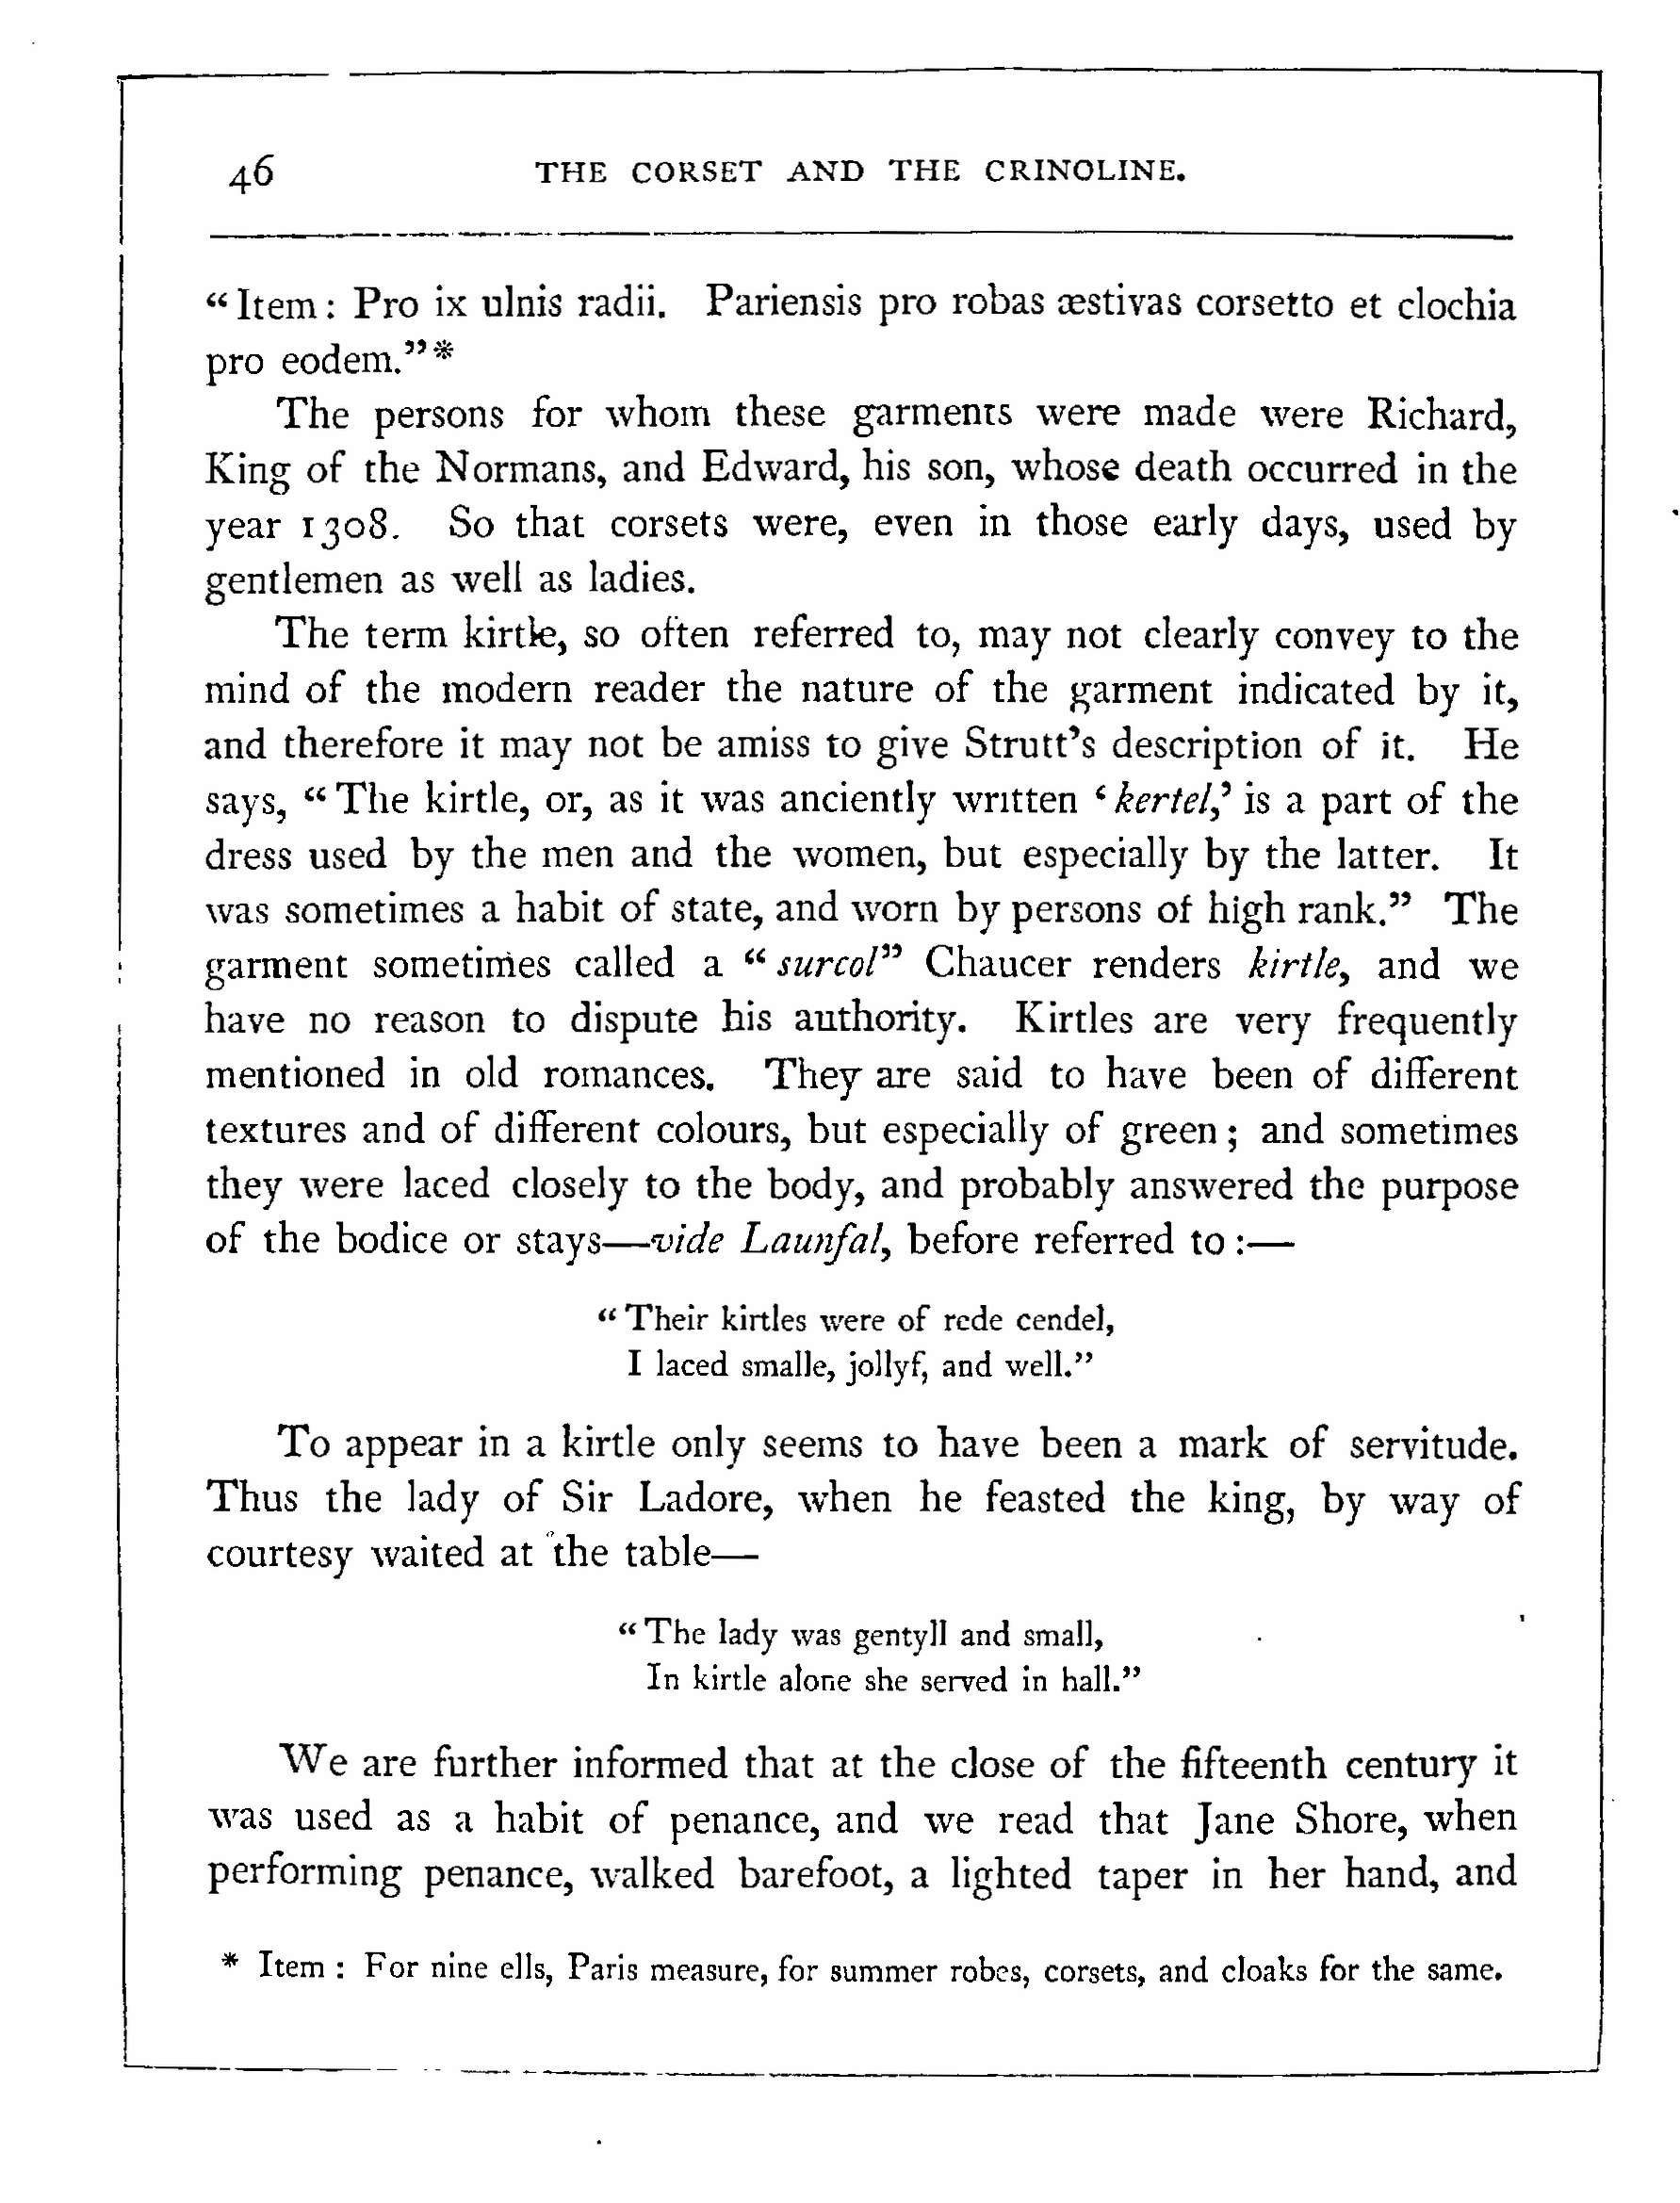 46 THE CORSET AND THE CRINOLINE.
“Item : Pro ix ulnis radii. Pariensis pro robas æstivas corsetto et clochia
pro eodem.”*
The persons for whom these garments were made were Richard,
King of the Normans, and Edward, his son, whose death occurred in the
year 1308. So that corsets were, even in those early days, used by
gentlemen as well as ladies.
The term kirtle, so often referred to, may not clearly convey to the
mind of the modern reader the nature of the garment indicated by it,
and therefore it may not be amiss to give Strutt’s description of it. He
says, “The kirtle, or, as it was anciently written ‘kertel,’ is a part of the
dress used by the men and the women, but especially by the latter. It
was sometimes a habit of state, and worn by persons of high rank.” The
garment sometimes called a “surcol” Chaucer renders kirtle, and we
have no reason to dispute his authority. Kirtles are very frequently
mentioned in old romances. They are said to have been of different
textures and of different colours, but especially of green; and sometimes
they were laced closely to the body, and probably answered the purpose
of the bodice or stays—vide Launfal, before referred to :—
“Their kirtles were of rede cendel,
I laced smalle, jollyf, and well.”
To appear in a kirtle only seems to have been a mark of servitude.
Thus the lady of Sir Ladore, when he feasted the king, by way of
courtesy waited at the table—
“The lady was gentyll and small,
In kirtle alone she served in hall.”
We are further informed that at the close of the fifteenth century it
was used as a habit of penance, and we read that Jane Shore, when
performing penance, walked barefoot, a lighted taper in her hand, and
* Item : For nine ells, Paris measure, for summer robes, corsets, and cloaks for the same.